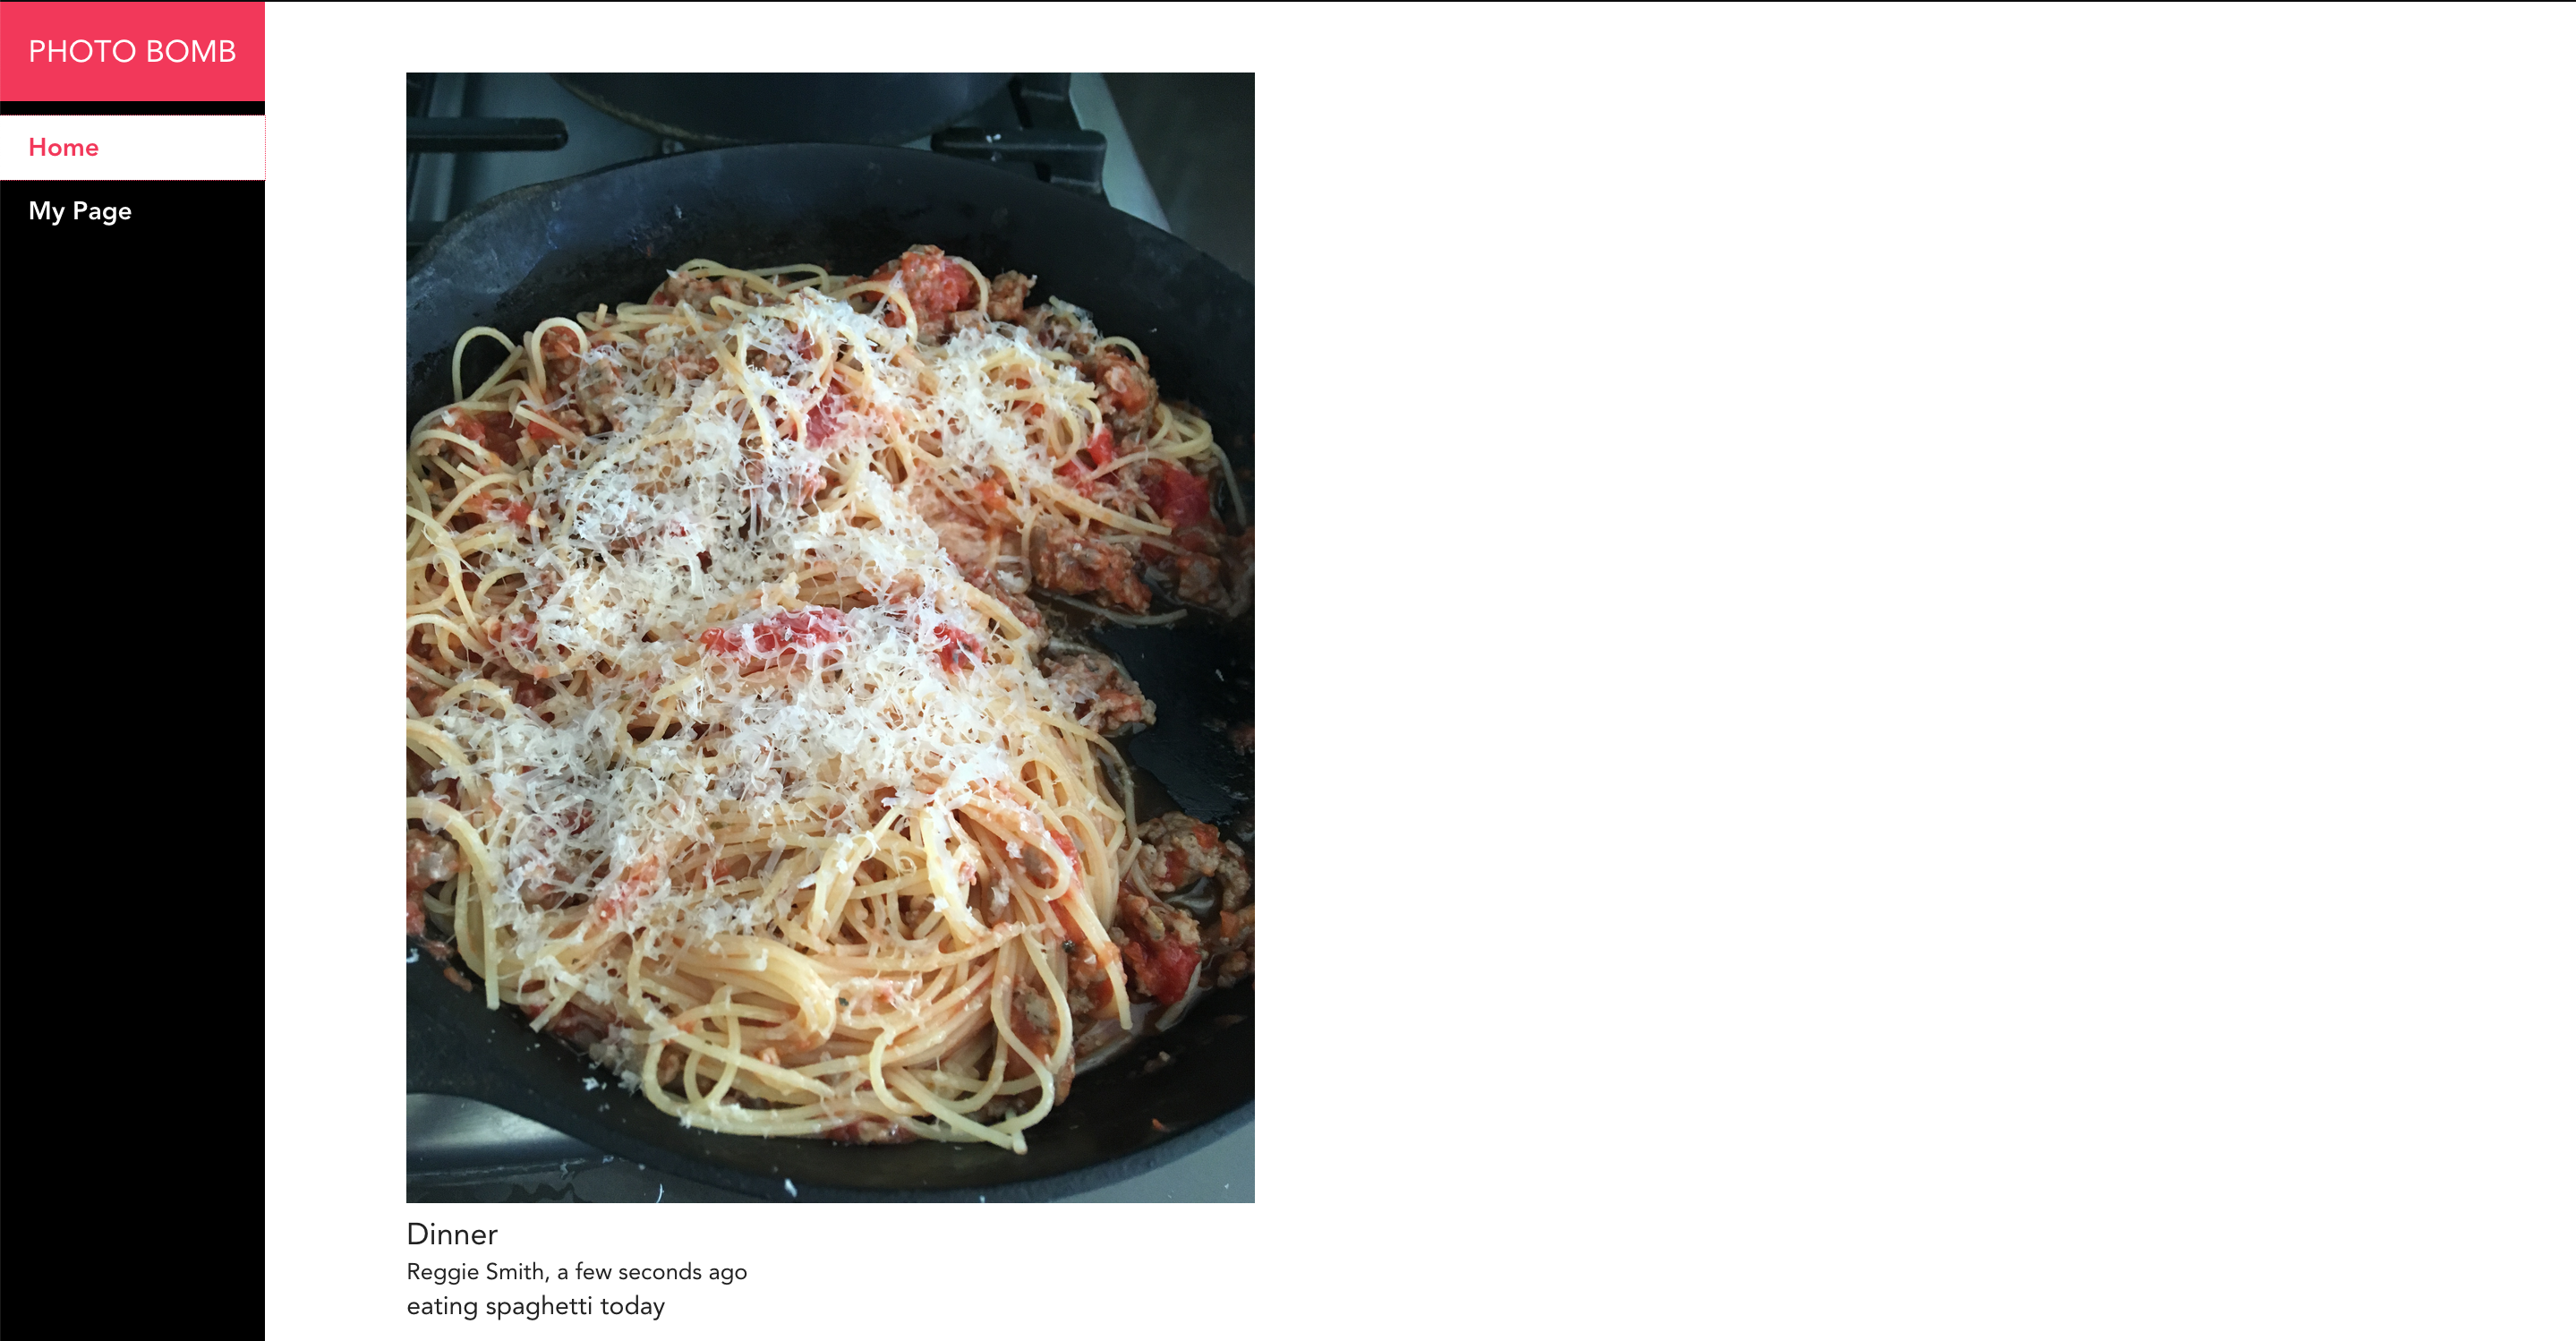 PHOTO BOMB
Home
My Page
Dinner
Reggie Smith, a few seconds ago
eating spaghetti today